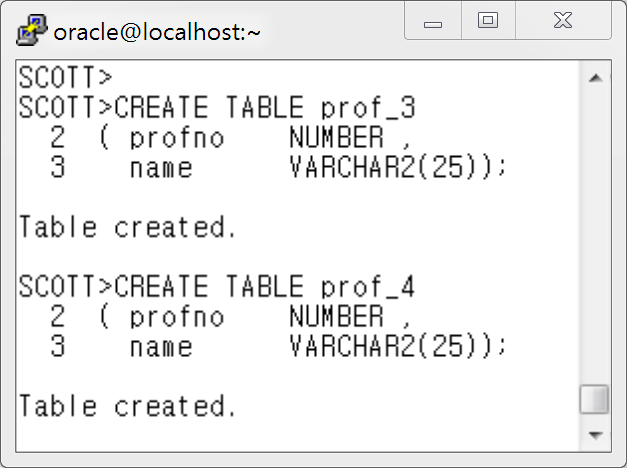 oracle@localhost:~
SCOTT>
SCOTT>CREATE TABLE prof_3
2 ( profno NUMBER ,
3 name VARCHAR2(25));
Table created.
SCOTT>CREATE TABLE prof_4
2 ( profno NUMBER ,
3 name VARCHAR2(25));
Table created.